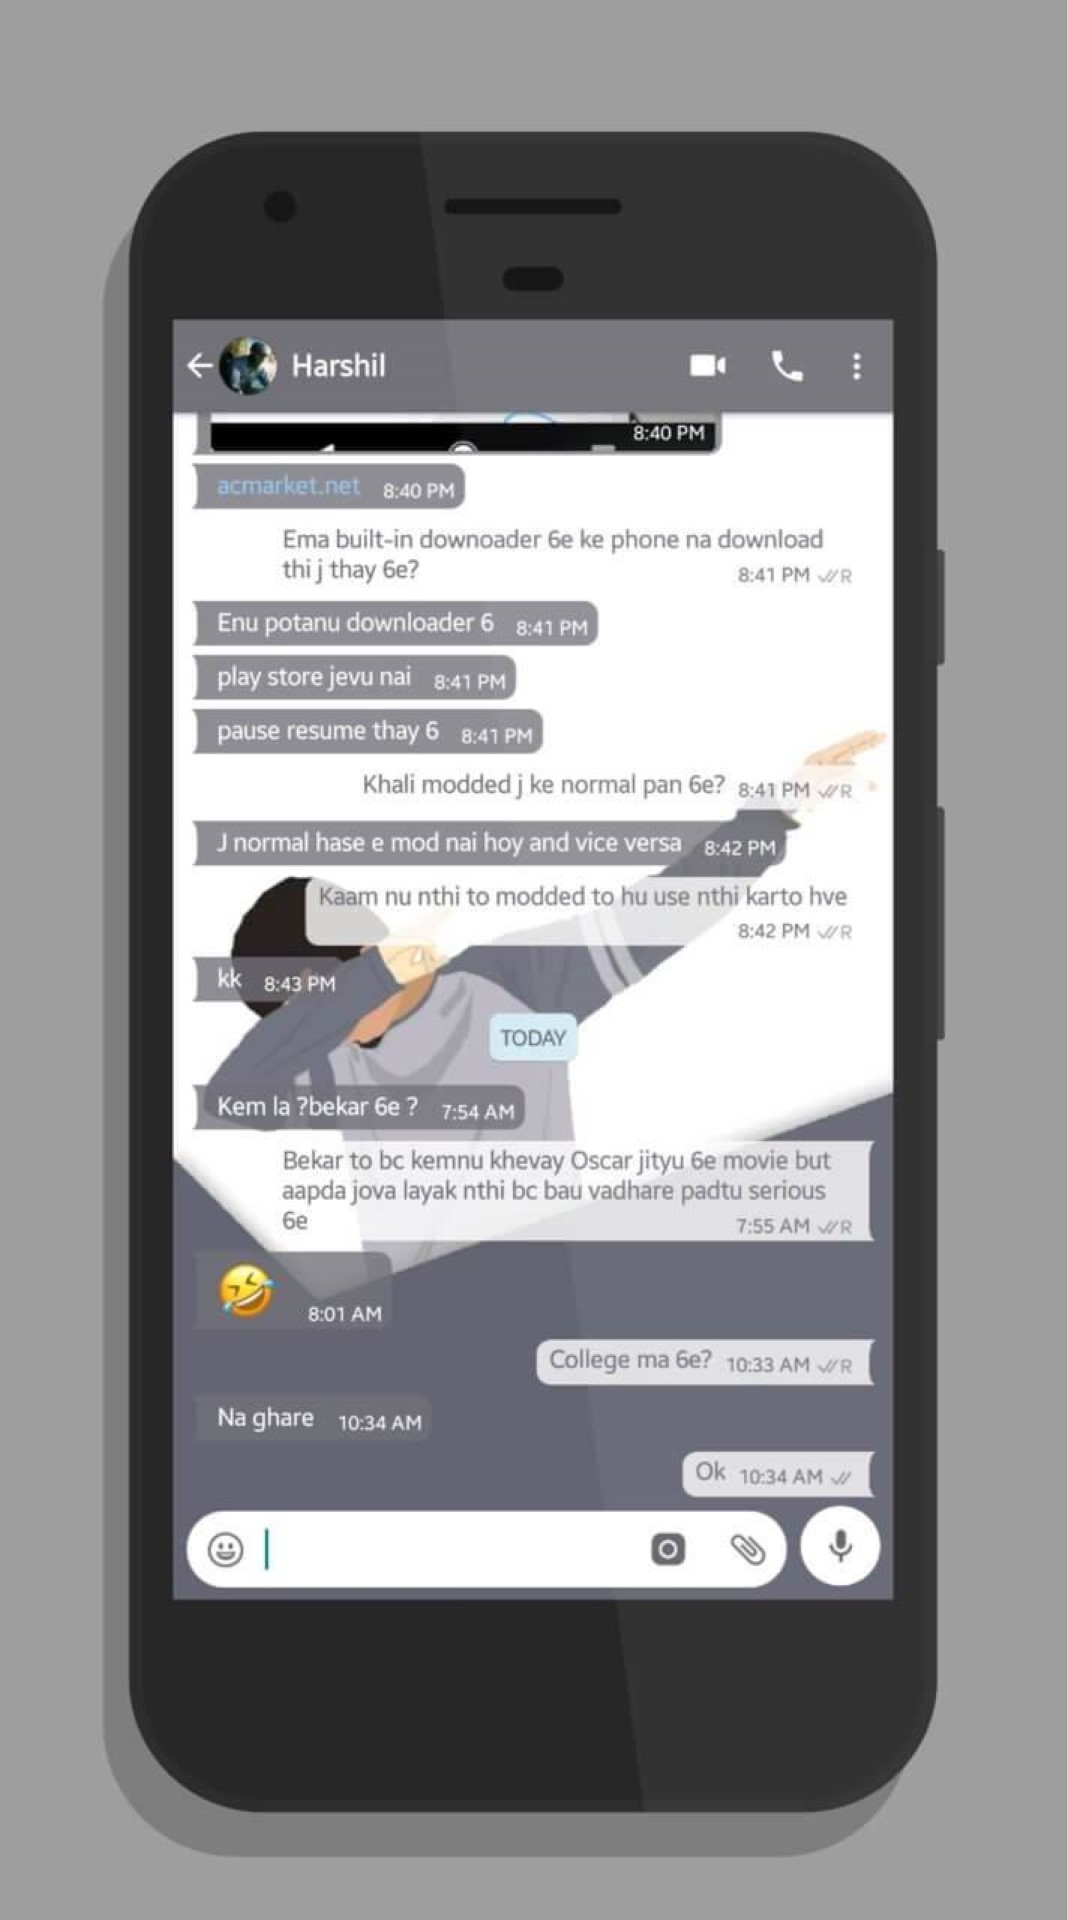 Harshil
8:40 PM
acmarket.net 8:40 PM
Ema built-in downoader 6e ke phone na download
thi j thay 6e? 8:41 PM ✓✓R
Enu potanu downloader 6 8:41 PM
play store jevu nai 8:41 PM
pause resume thay 6 8:41 PM
Khali modded j ke normal pan 6e? 8:41 PM ✓✓R
J normal hase e mod nai hoy and vice versa 8:42 PM
Kaam nu nthi to modded to hu use nthi karto hve
8:42 PM ✓✓R
kk 8:43 PM
TODAY
Kem la ?bekar 6e ? 7:54 AM
Bekar to bc kemnu khevay Oscar jityu 6e movie but
aapda jova layak nthi bc bau vadhare padtu serious
6e 7:55 AM ✓✓R
🤣 8:01 AM
College ma 6e? 10:33 AM ✓✓R
Na ghare 10:34 AM
Ok 10:34 AM ✓✓